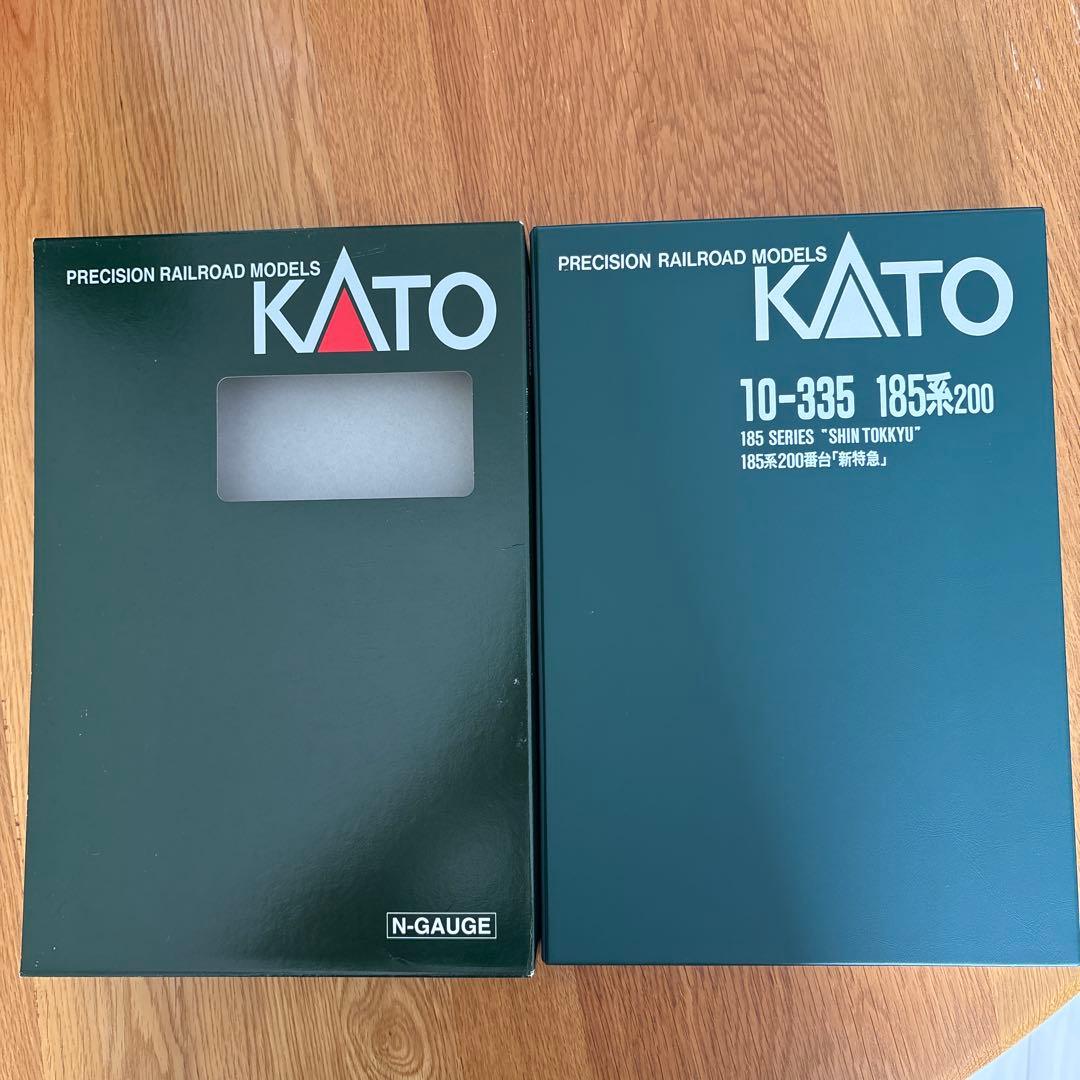 PRECISION RAILROAD MODELS
KATO
N-GAUGE
PRECISION RAILROAD MODELS
KATO
10-335 185系200
185 SERIES "SHIN TOKKYU"
185系200番台「新特急」